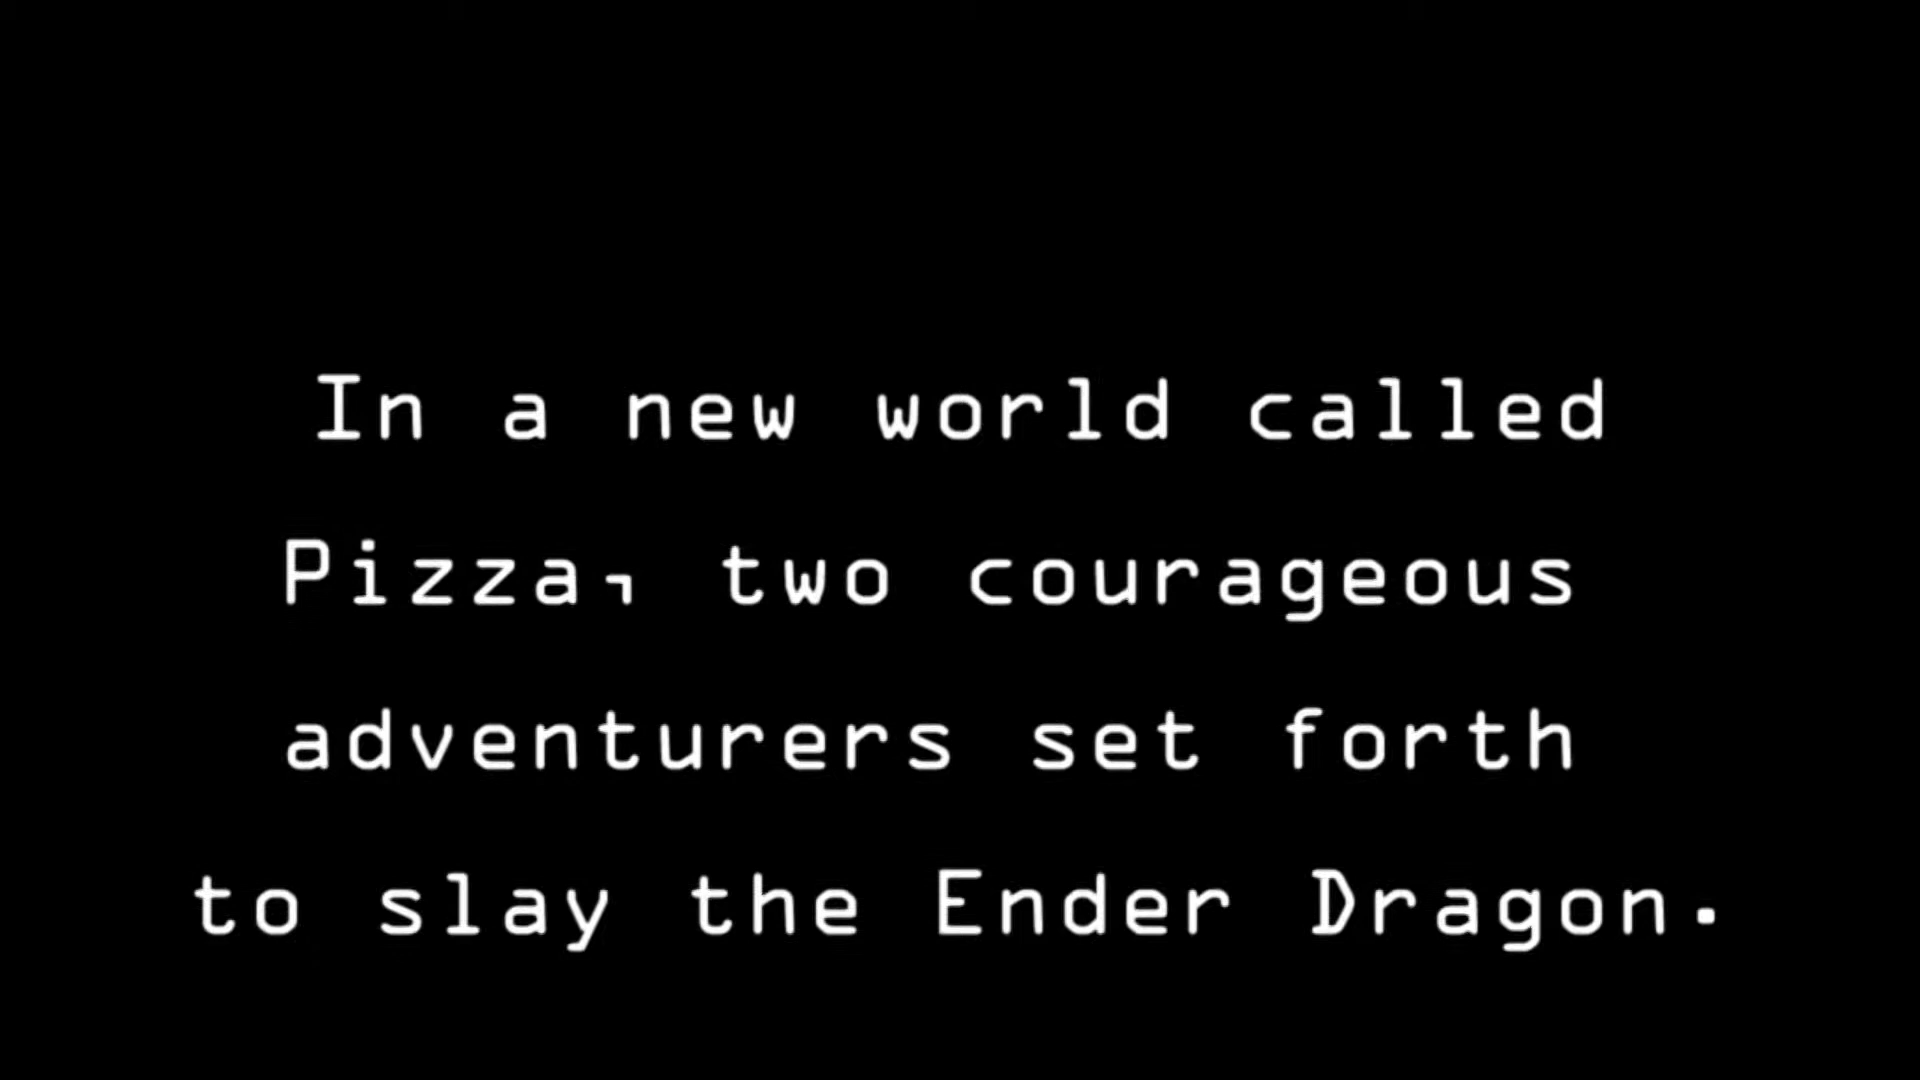 In a new world called
Pizza, two courageous
adventurers set forth
to slay the Ender Dragon.